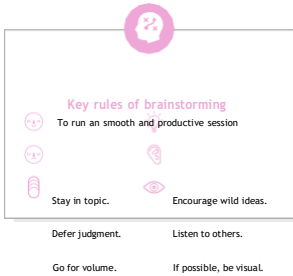 Key rules of brainstorming
To run an smooth and productive session
Stay in topic.
Encourage wild ideas.
Defer judgment.
Listen to others.
Go for volume.
If possible, be visual.